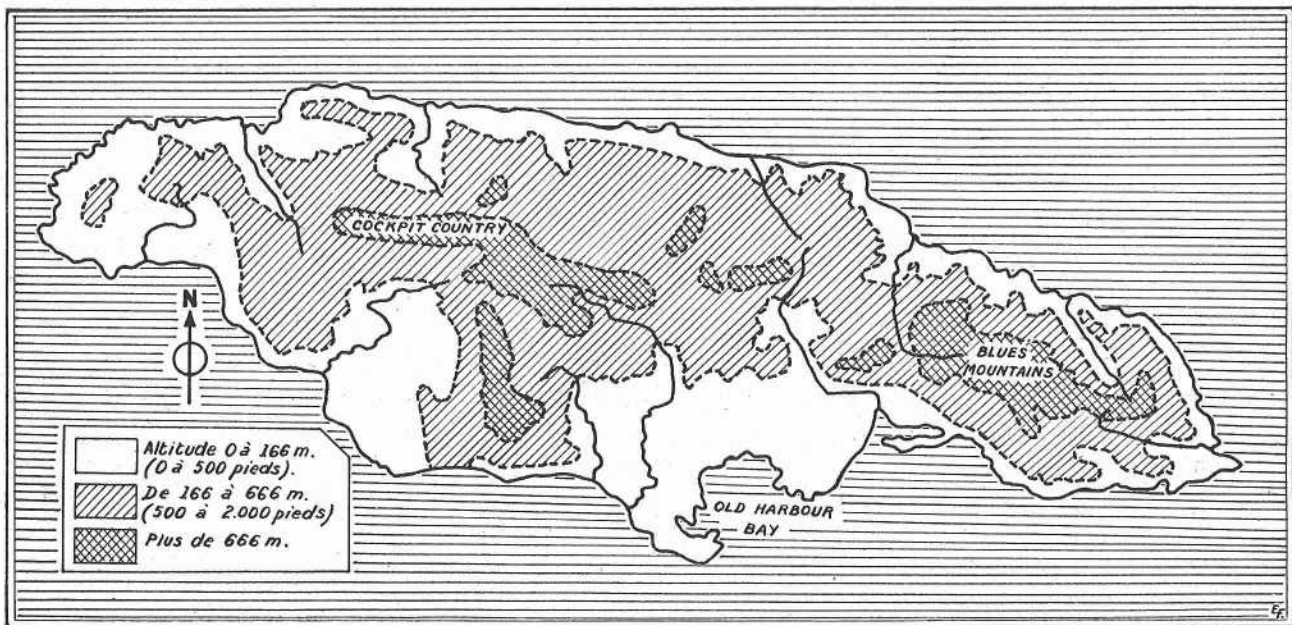 COCKPIT COUNTRY
N
BLUES
MOUNTAINS
Altitude 0 à 166 m.
(0 à 500 pieds).
De 166 à 666 m.
(500 à 2.000 pieds)
Plus de 666 m.
OLD HARBOUR
BAY
E.F.